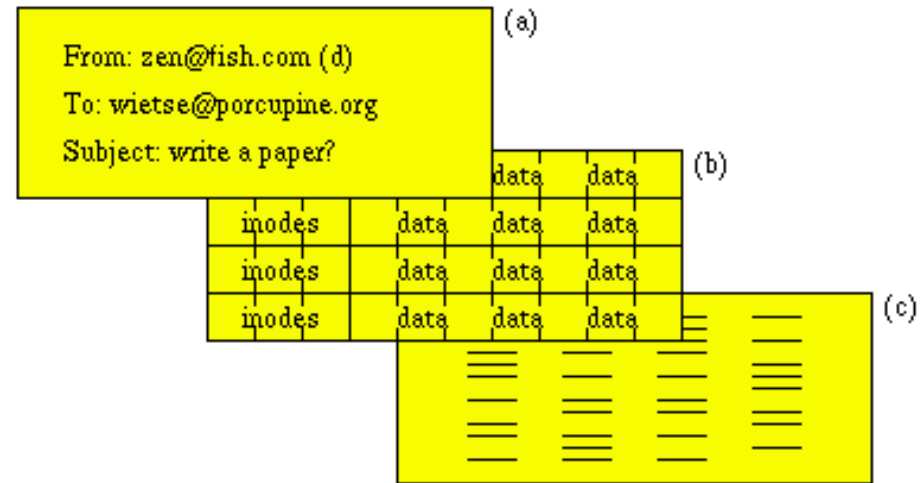 (a)
From: zen@fish.com (d)
To: wietse@porcupine.org
Subject: write a paper?
data data (b)
inodes data data data
inodes data data data
inodes data data data
(c)